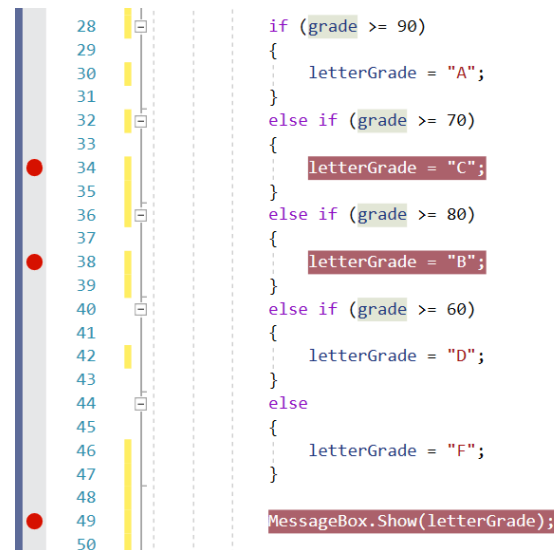 28 if (grade >= 90)
29 {
30 letterGrade = "A";
31 }
32 else if (grade >= 70)
33 {
34 letterGrade = "C";
35 }
36 else if (grade >= 80)
37 {
38 letterGrade = "B";
39 }
40 else if (grade >= 60)
41 {
42 letterGrade = "D";
43 }
44 else
45 {
46 letterGrade = "F";
47 }
48
49 MessageBox.Show(letterGrade);
50